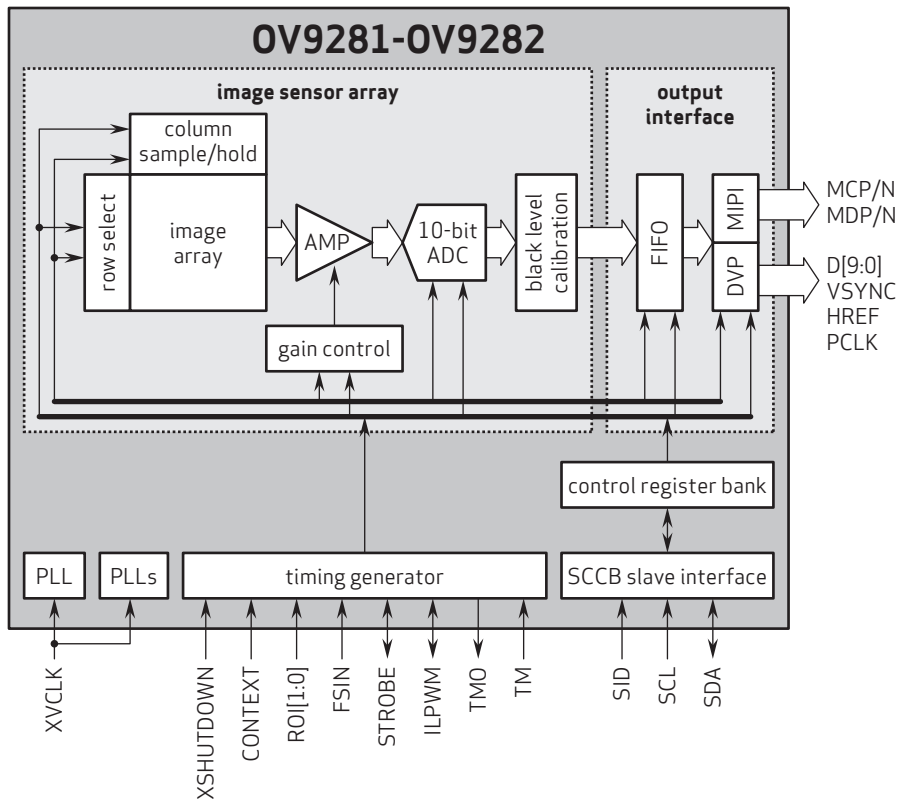 OV9281-OV9282
image sensor array
output
interface
column
sample/hold
row select
image
array
AMP
10-bit
ADC
black level
calibration
FIFO
MIPI
DVP
MCP/N
MDP/N
D[9:0]
VSYNC
HREF
PCLK
gain control
control register bank
PLL
PLLs
timing generator
SCCB slave interface
XVCLK
XSHUTDOWN
CONTEXT
ROI[1:0]
FSIN
STROBE
ILPWM
TMO
TM
SID
SCL
SDA